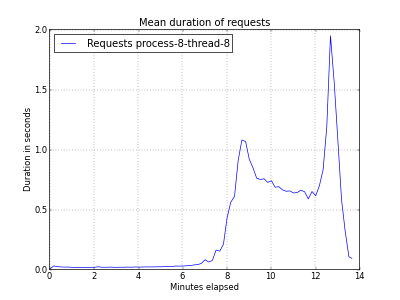 Mean duration of requests
Requests process-8-thread-8
Duration in seconds
2.0
1.5
1.0
0.5
0.0
0 2 4 6 8 10 12 14
Minutes elapsed